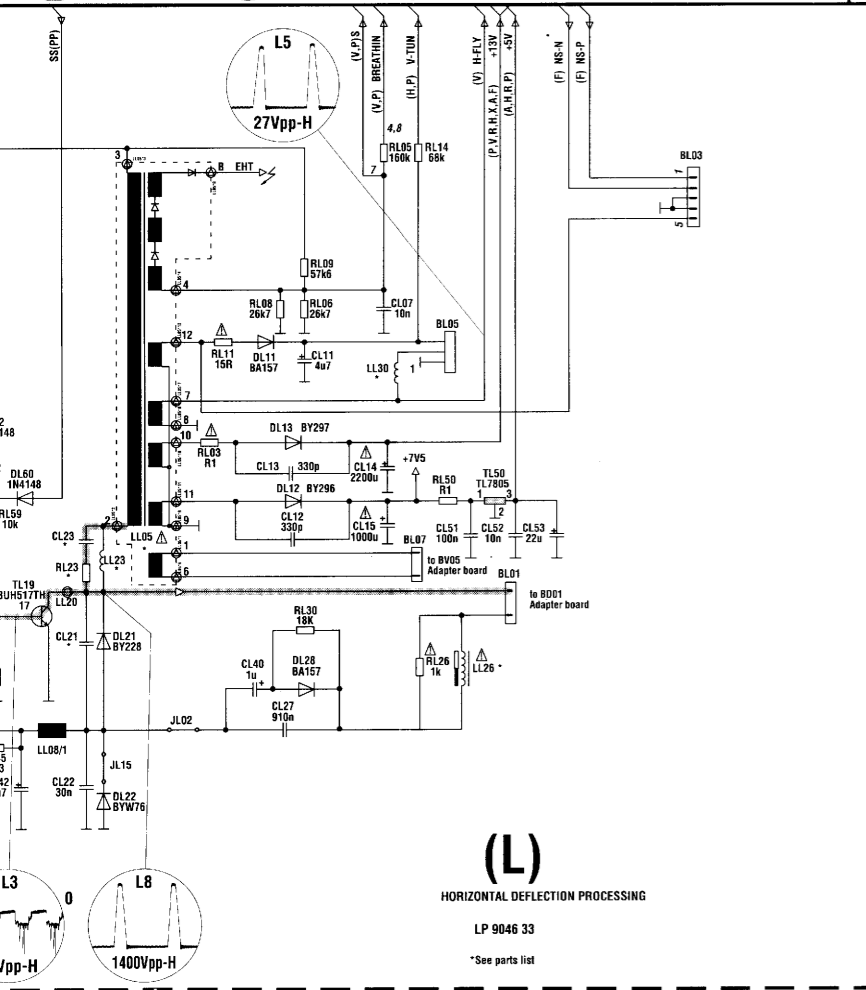 SS(PP)
L5
27Vpp-H
(V,P)S
(V,P) BREATHIN
(H,P) V-TUN
(V) H-FLY
(P,V,R,H,X,A,F) +13V
(A,H,R,P) +5V
(F) NS-N
(F) NS-P
4,8
RL05
160k
RL14
68k
7
BL03
1
5
3
8
EHT
RL09
57k6
4
RL08
26k7
RL06
26k7
CL07
10n
BL05
12
RL11
15R
DL11
BA157
CL11
4u7
LL30
*
1
7
8
10
RL03
R1
DL13 BY297
CL13 330p
CL14
2200u
+7V5
RL50
R1
TL50
TL7805
1
3
2
148
DL60
1N4148
RL59
10k
11
DL12 BY296
CL12
330p
CL15
1000u
CL51
100n
CL52
10n
CL53
22u
2
CL23
*
LL05
*
9
1
BL07
to BV05
Adapter board
RL23
*
LL23
*
6
BL01
to BD01
Adapter board
TL19
BUH517TH
17
LL20
CL21
*
DL21
BY228
RL30
18K
CL40
1u
DL28
BA157
CL27
910n
RL26
1k
LL26 *
LL08/1
JL02
JL15
CL22
30n
DL22
BYW76
L3
0
Vpp-H
L8
1400Vpp-H
(L)
HORIZONTAL DEFLECTION PROCESSING
LP 9046 33
*See parts list